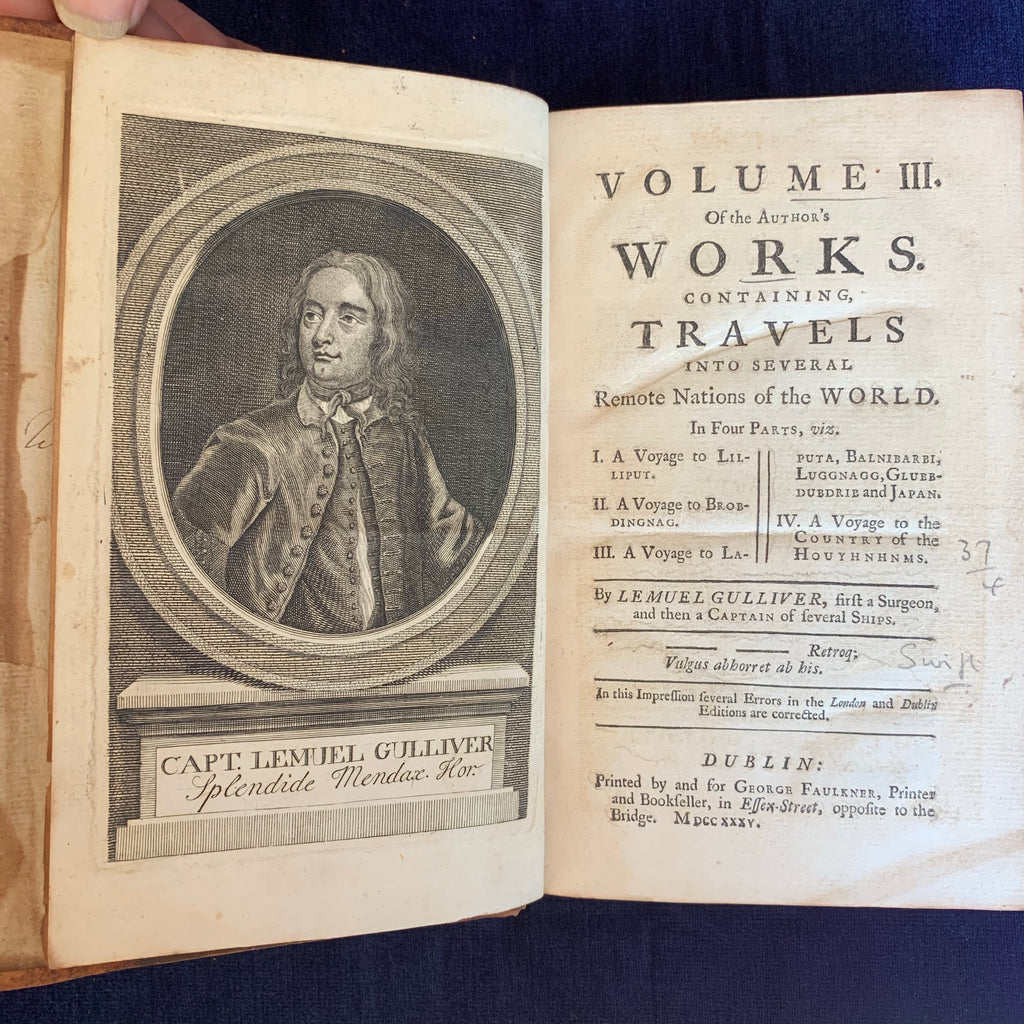 CAPT. LEMUEL GULLIVER
Splendide Mendax. Hor.
VOLUME III.
Of the AUTHOR's
WORKS.
CONTAINING,
TRAVELS
INTO SEVERAL
Remote Nations of the WORLD.
In Four PARTS, viz.
I. A Voyage to LIL-
LIPUT.
II. A Voyage to BROB-
DINGNAG.
III. A Voyage to LA-
PUTA, BALNIBARBI,
LUGGNAGG, GLUBB-
DUBDRIB and JAPAN.
IV. A Voyage to the
COUNTRY of the
HOUYHNHNMS.
By LEMUEL GULLIVER, first a Surgeon,
and then a CAPTAIN of several SHIPS.
Retroq;
Vulgus abhorret ab his.
In this Impression several Errors in the London and Dublin
Editions are corrected.
DUBLIN:
Printed by and for GEORGE FAULKNER, Printer
and Bookseller, in Essex-Street, opposite to the
Bridge. MDCCXXXV.
37
4
Swift